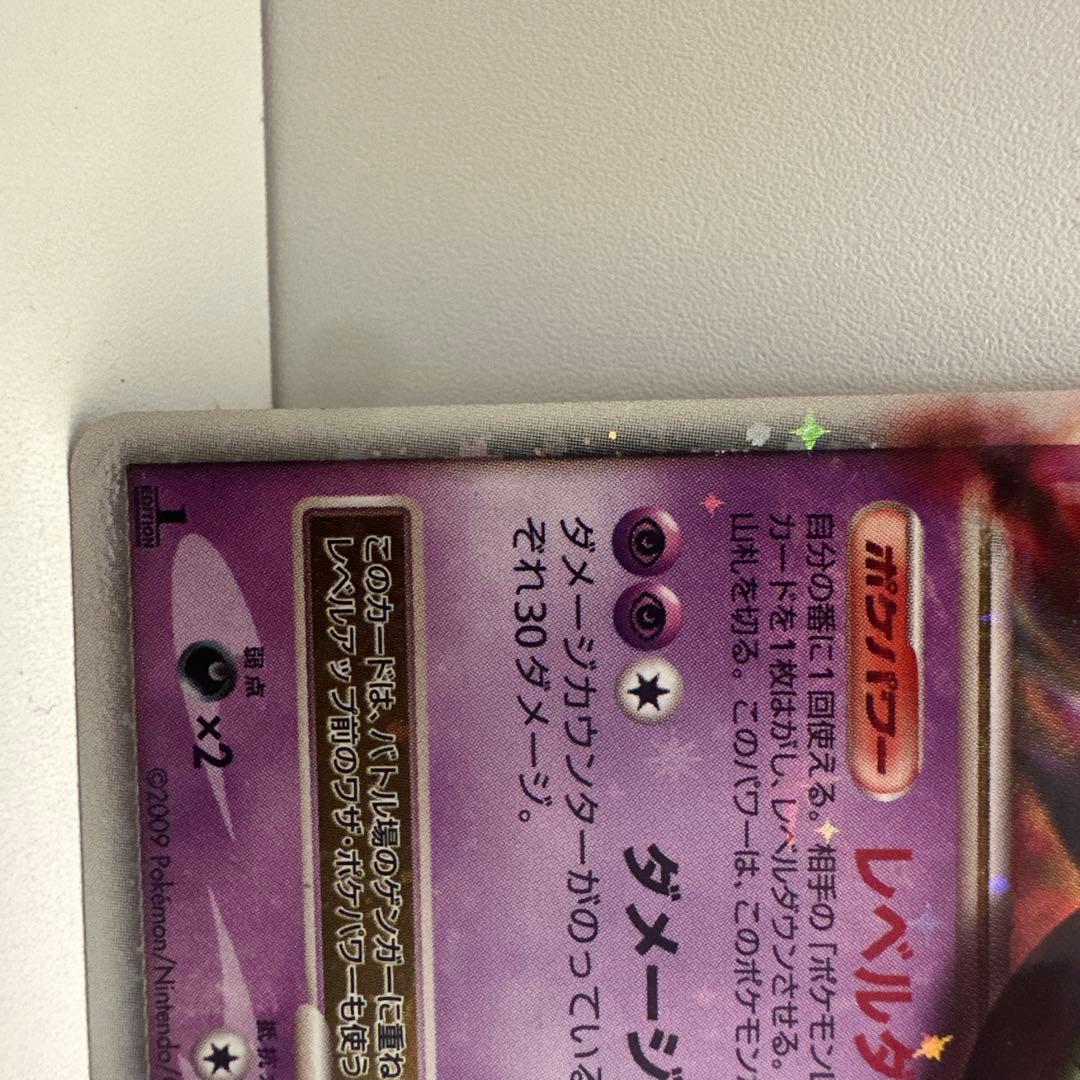 ポケパワー レベルダ
自分の番に1回使える。相手の「ポケモンL
カードを1枚はがし、レベルダウンさせる。
山札を切る。このパワーは、このポケモン
ダメージ
ダメージカウンターがのっている
ぞれ30ダメージ。
このカードは、バトル場のゲンガーに重ね
レベルアップ前のワザ・ポケパワーも使う
弱点
×2
抵抗
1
EDITION
©2009 Pokémon/Nintendo/